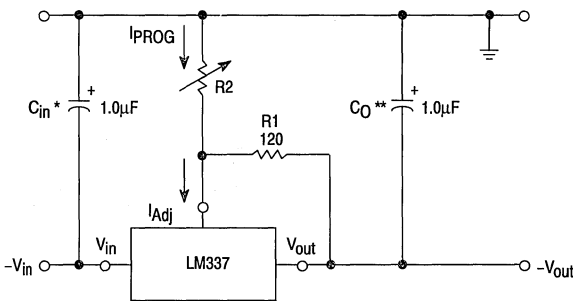 IPROG
R2
+
Cin *
1.0µF
R1
120
+
CO **
1.0µF
IAdj
–Vin
Vin
LM337
Vout
–Vout